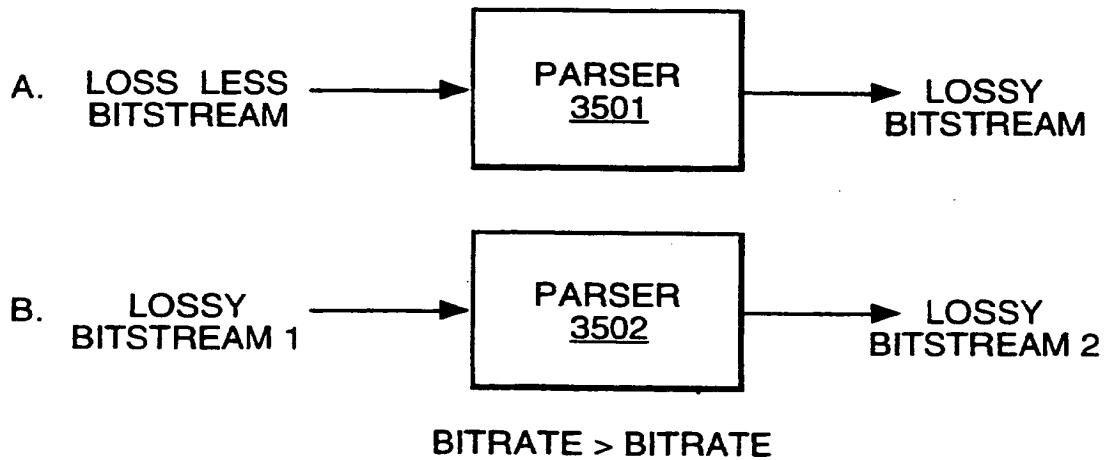 A. LOSS LESS BITSTREAM
PARSER 3501
LOSSY BITSTREAM
B. LOSSY BITSTREAM 1
PARSER 3502
LOSSY BITSTREAM 2
BITRATE > BITRATE